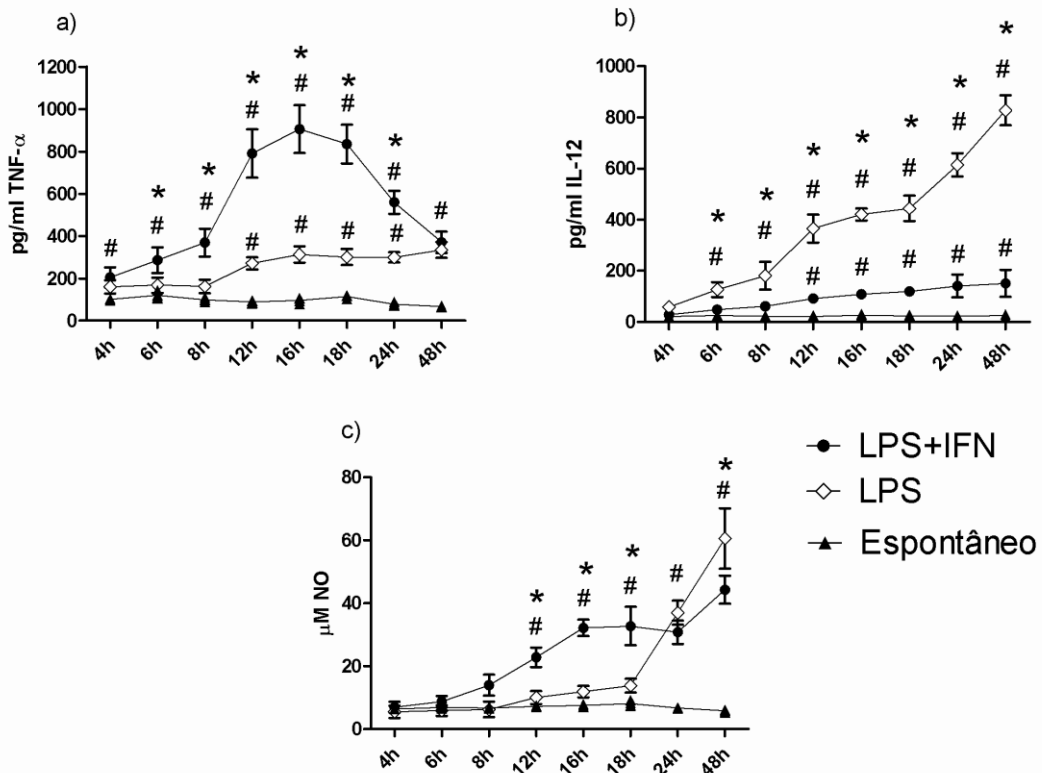 a)
* * *
* # # # *
* # #
# # #
# # # # #
1200
1000
800
600
400
200
0
pg/ml TNF-α
4h 6h 8h 12h 16h 18h 24h 48h
b)
*
* #
* * * #
* # # #
* #
#
# # # # #
1000
800
600
400
200
0
pg/ml IL-12
4h 6h 8h 12h 16h 18h 24h 48h
c)
*
* * * # #
# # #
80
60
40
20
0
µM NO
4h 6h 8h 12h 16h 18h 24h 48h
LPS+IFN
LPS
Espontâneo